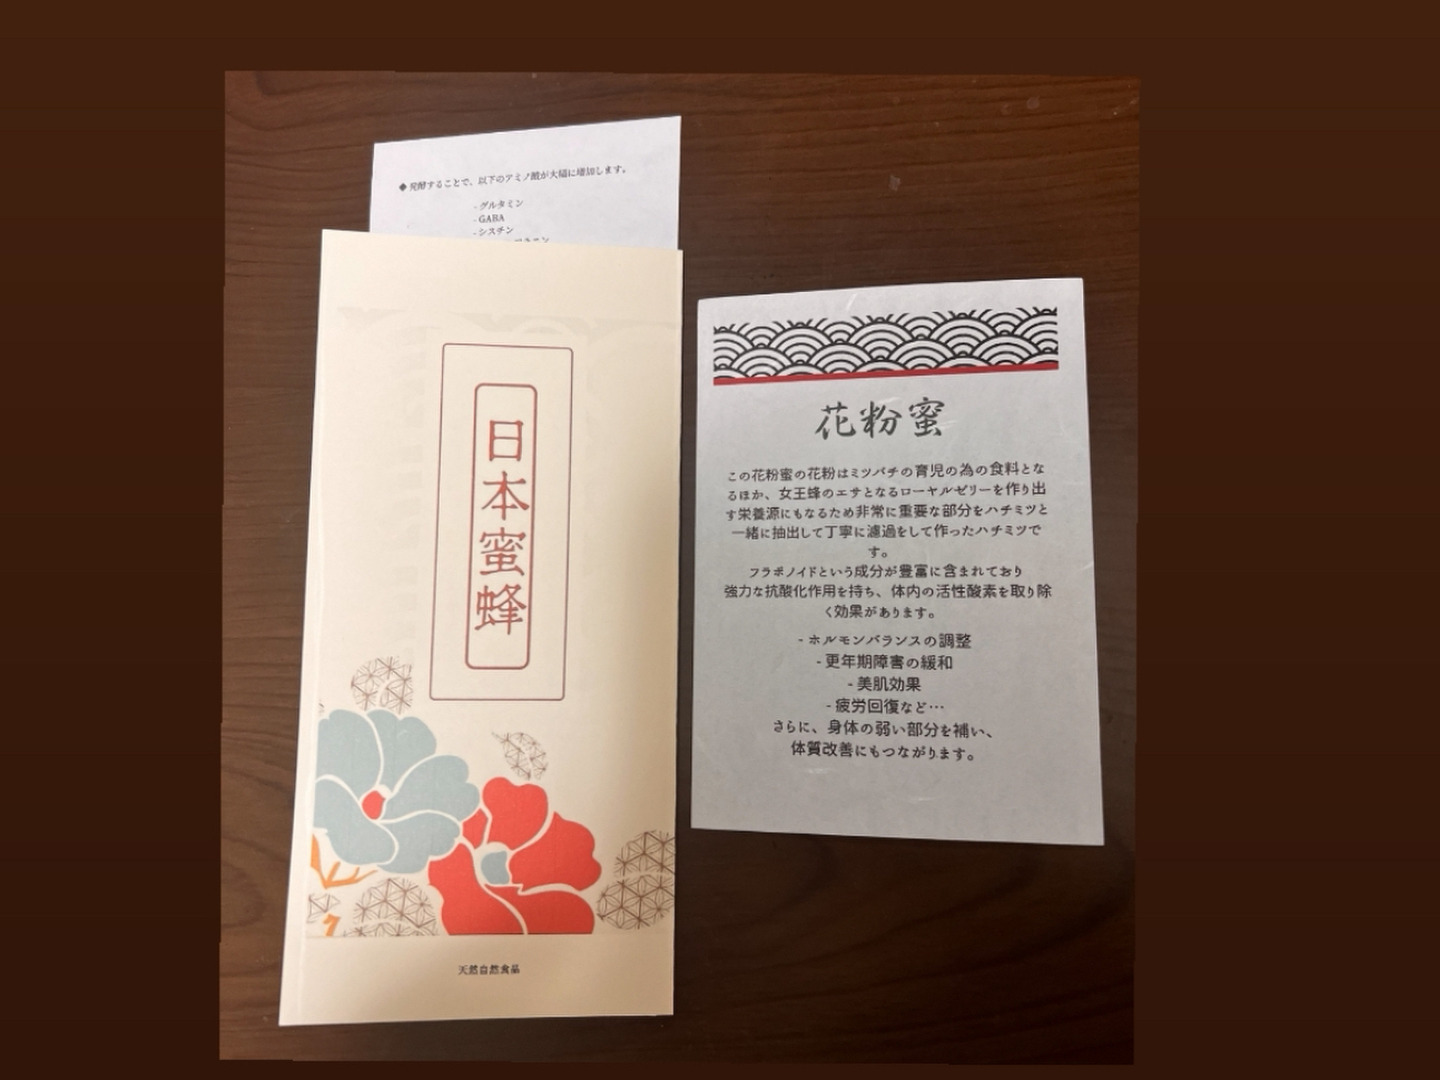 ◆ 発酵することで、以下のアミノ酸が大幅に増加します。
- グルタミン
- GABA
- シスチン
日本蜜蜂
天然自然食品
花粉蜜
この花粉蜜の花粉はミツバチの育児の為の食料とな
るほか、女王蜂のエサとなるローヤルゼリーを作り出
す栄養源にもなるため非常に重要な部分をハチミツと
一緒に抽出して丁寧に濾過をして作ったハチミツで
す。
フラボノイドという成分が豊富に含まれており
強力な抗酸化作用を持ち、体内の活性酸素を取り除
く効果があります。
- ホルモンバランスの調整
- 更年期障害の緩和
- 美肌効果
- 疲労回復など…
さらに、身体の弱い部分を補い、
体質改善にもつながります。